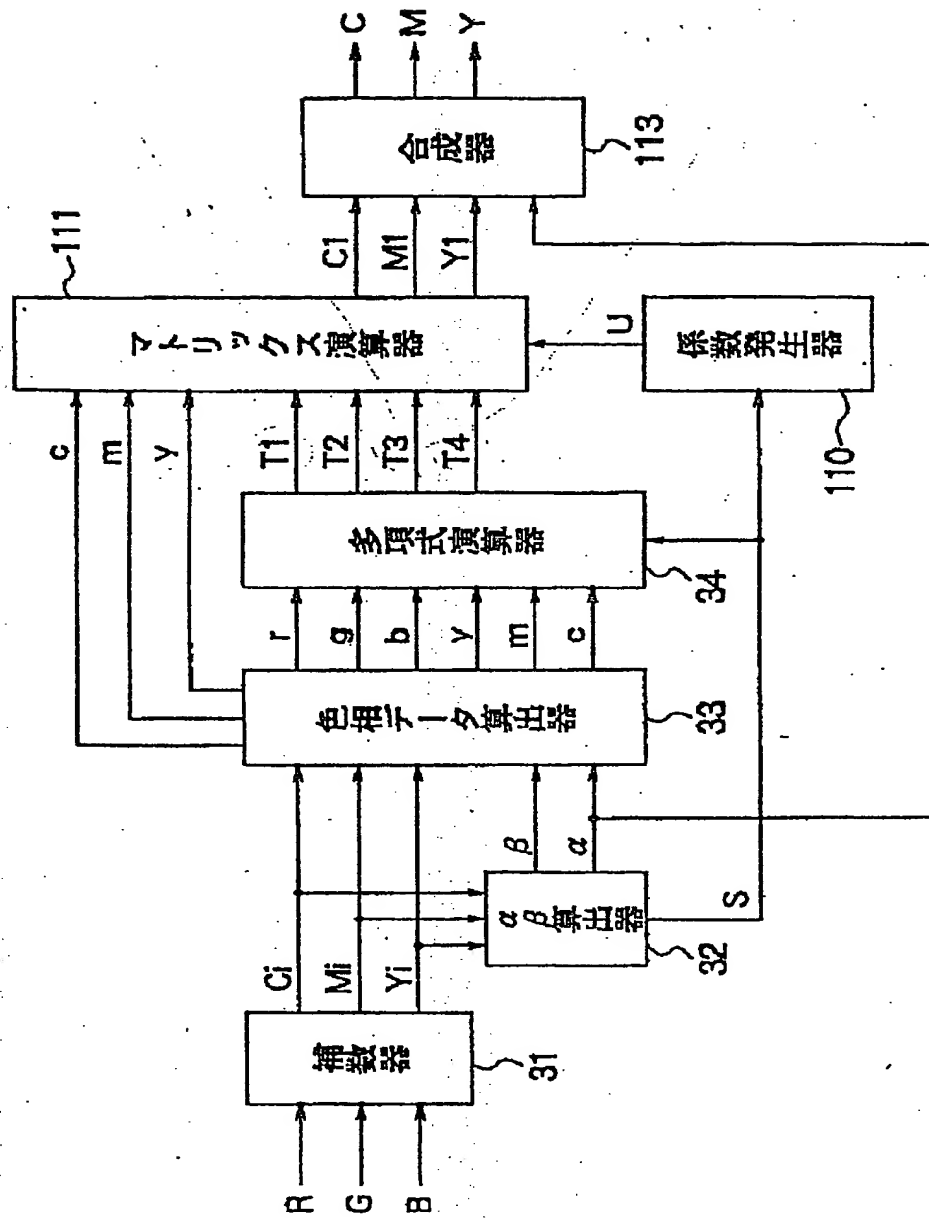 R
G
B
補数器
31
Ci
Mi
Yi
αβ算出器
32
β
α
S
色相データ算出器
33
c
m
y
r
g
b
y
m
c
多項式演算器
34
T1
T2
T3
T4
マトリックス演算器
111
係数発生器
110
U
C1
M1
Y1
合成器
113
C
M
Y